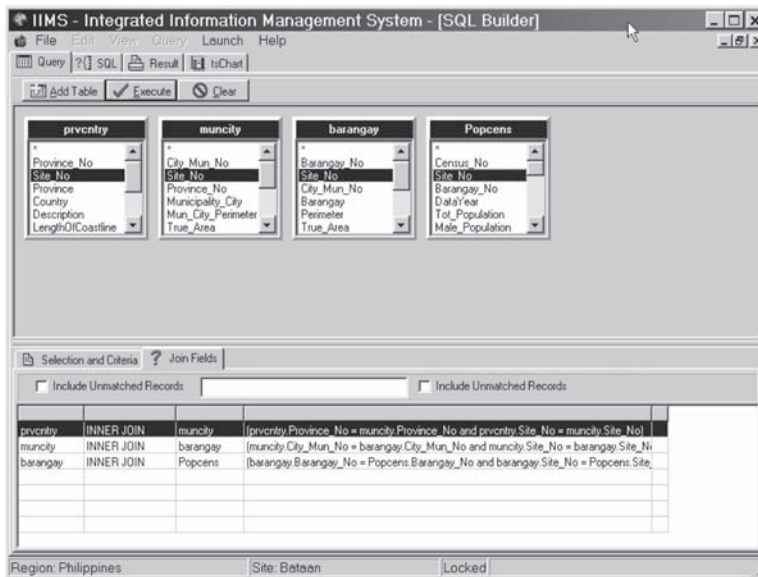 IIMS - Integrated Information Management System - [SQL Builder]
File Edit View Query Launch Help
Query ?{} SQL Result tsChart
Add Table Execute Clear
prvcntry
*
Province_No
Site_No
Province
Country
Description
LengthOfCoastline
muncity
*
City_Mun_No
Site_No
Province_No
Municipality_City
Mun_City_Perimeter
True_Area
barangay
*
Barangay_No
Site_No
City_Mun_No
Barangay
Perimeter
True_Area
Popcens
*
Census_No
Site_No
Barangay_No
DataYear
Tot_Population
Male_Population
Selection and Criteria ? Join Fields
Include Unmatched Records Include Unmatched Records
prvcntry INNER JOIN muncity (prvcntry.Province_No = muncity.Province_No and prvcntry.Site_No = muncity.Site_No)
muncity INNER JOIN barangay (muncity.City_Mun_No = barangay.City_Mun_No and muncity.Site_No = barangay.Site_N
barangay INNER JOIN Popcens (barangay.Barangay_No = Popcens.Barangay_No and barangay.Site_No = Popcens.Site_
Region: Philippines Site: Bataan Locked